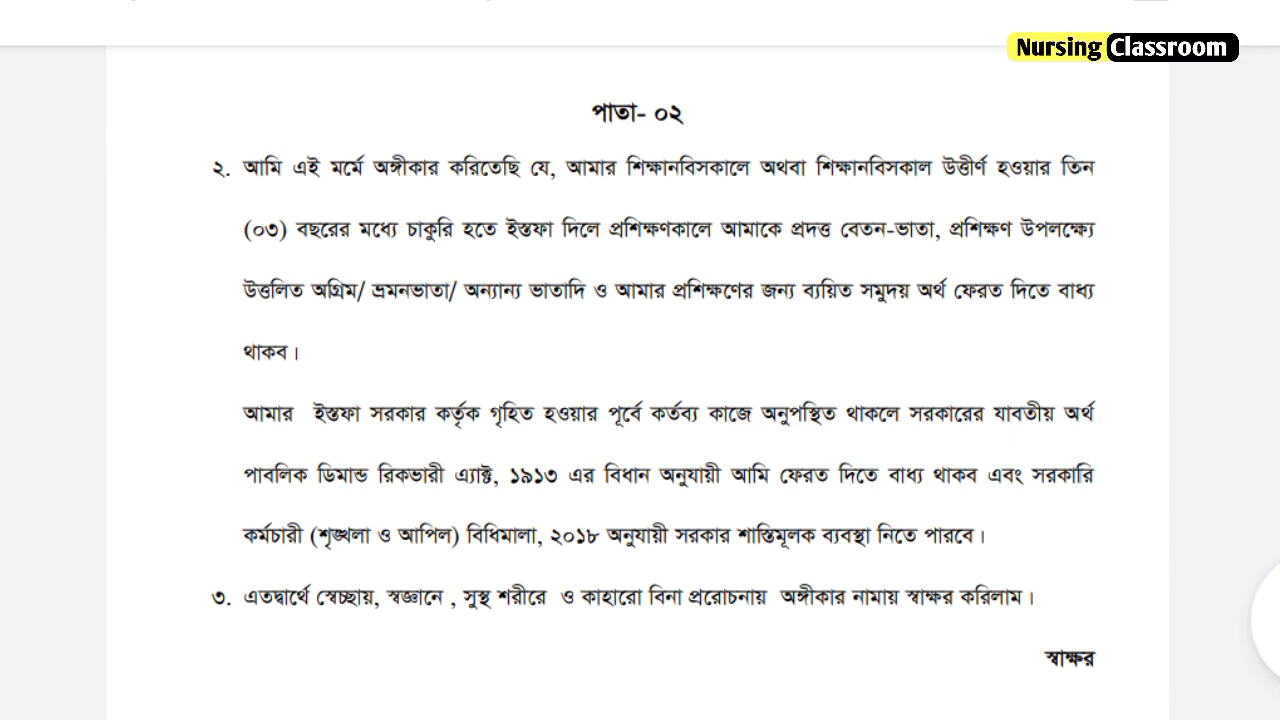 Nursing Classroom
পাতা- ০২
২. আমি এই মর্মে অঙ্গীকার করিতেছি যে, আমার শিক্ষানবিসকালে অথবা শিক্ষানবিসকাল উত্তীর্ণ হওয়ার তিন
(০৩) বছরের মধ্যে চাকুরি হতে ইস্তফা দিলে প্রশিক্ষণকালে আমাকে প্রদত্ত বেতন-ভাতা, প্রশিক্ষণ উপলক্ষ্যে
উত্তলিত অগ্রিম/ ভ্রমনভাতা/ অন্যান্য ভাতাদি ও আমার প্রশিক্ষণের জন্য ব্যয়িত সমুদয় অর্থ ফেরত দিতে বাধ্য
থাকব।
আমার ইস্তফা সরকার কর্তৃক গৃহিত হওয়ার পূর্বে কর্তব্য কাজে অনুপস্থিত থাকলে সরকারের যাবতীয় অর্থ
পাবলিক ডিমান্ড রিকভারী এ্যাক্ট, ১৯১৩ এর বিধান অনুযায়ী আমি ফেরত দিতে বাধ্য থাকব এবং সরকারি
কর্মচারী (শৃঙ্খলা ও আপিল) বিধিমালা, ২০১৮ অনুযায়ী সরকার শাস্তিমূলক ব্যবস্থা নিতে পারবে।
৩. এতদ্বার্থে স্বেচ্ছায়, স্বজ্ঞানে , সুস্থ শরীরে ও কাহারো বিনা প্ররোচনায় অঙ্গীকার নামায় স্বাক্ষর করিলাম।
স্বাক্ষর